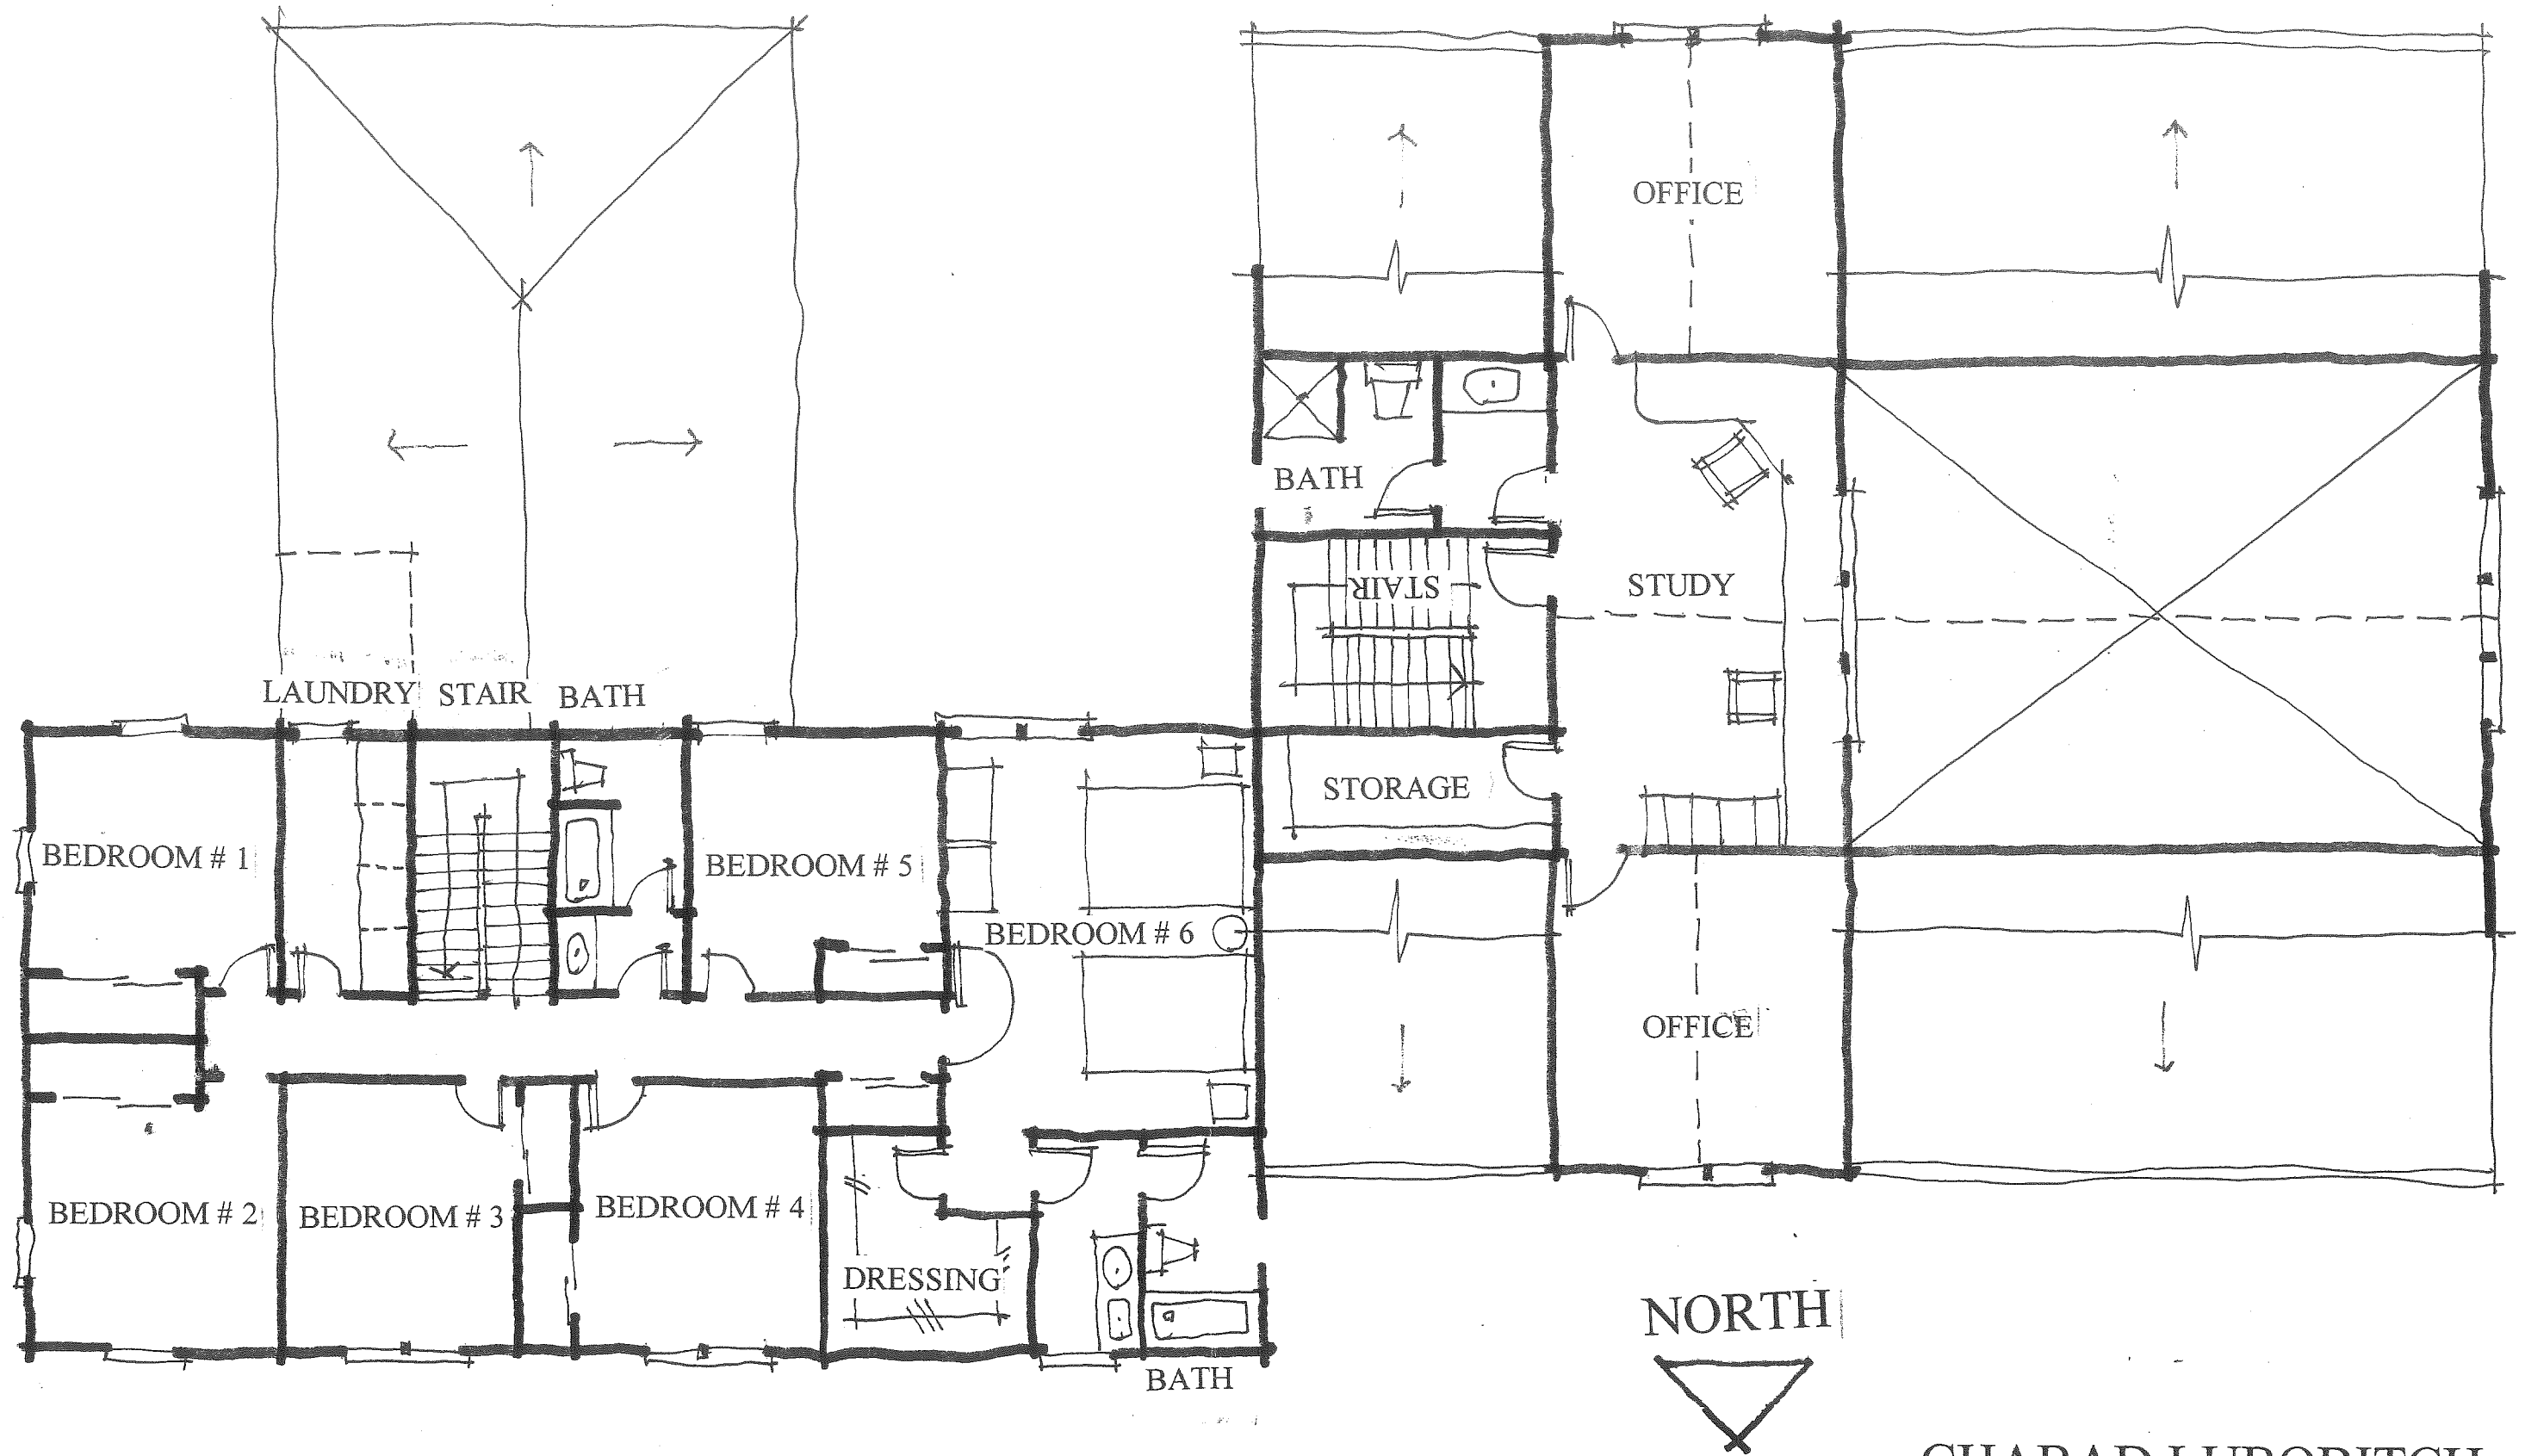 OFFICE
BATH
STAIR
STUDY
LAUNDRY STAIR BATH
STORAGE
BEDROOM # 1
BEDROOM # 5
BEDROOM # 6
OFFICE
BEDROOM # 2
BEDROOM # 3
BEDROOM # 4
DRESSING
BATH
NORTH